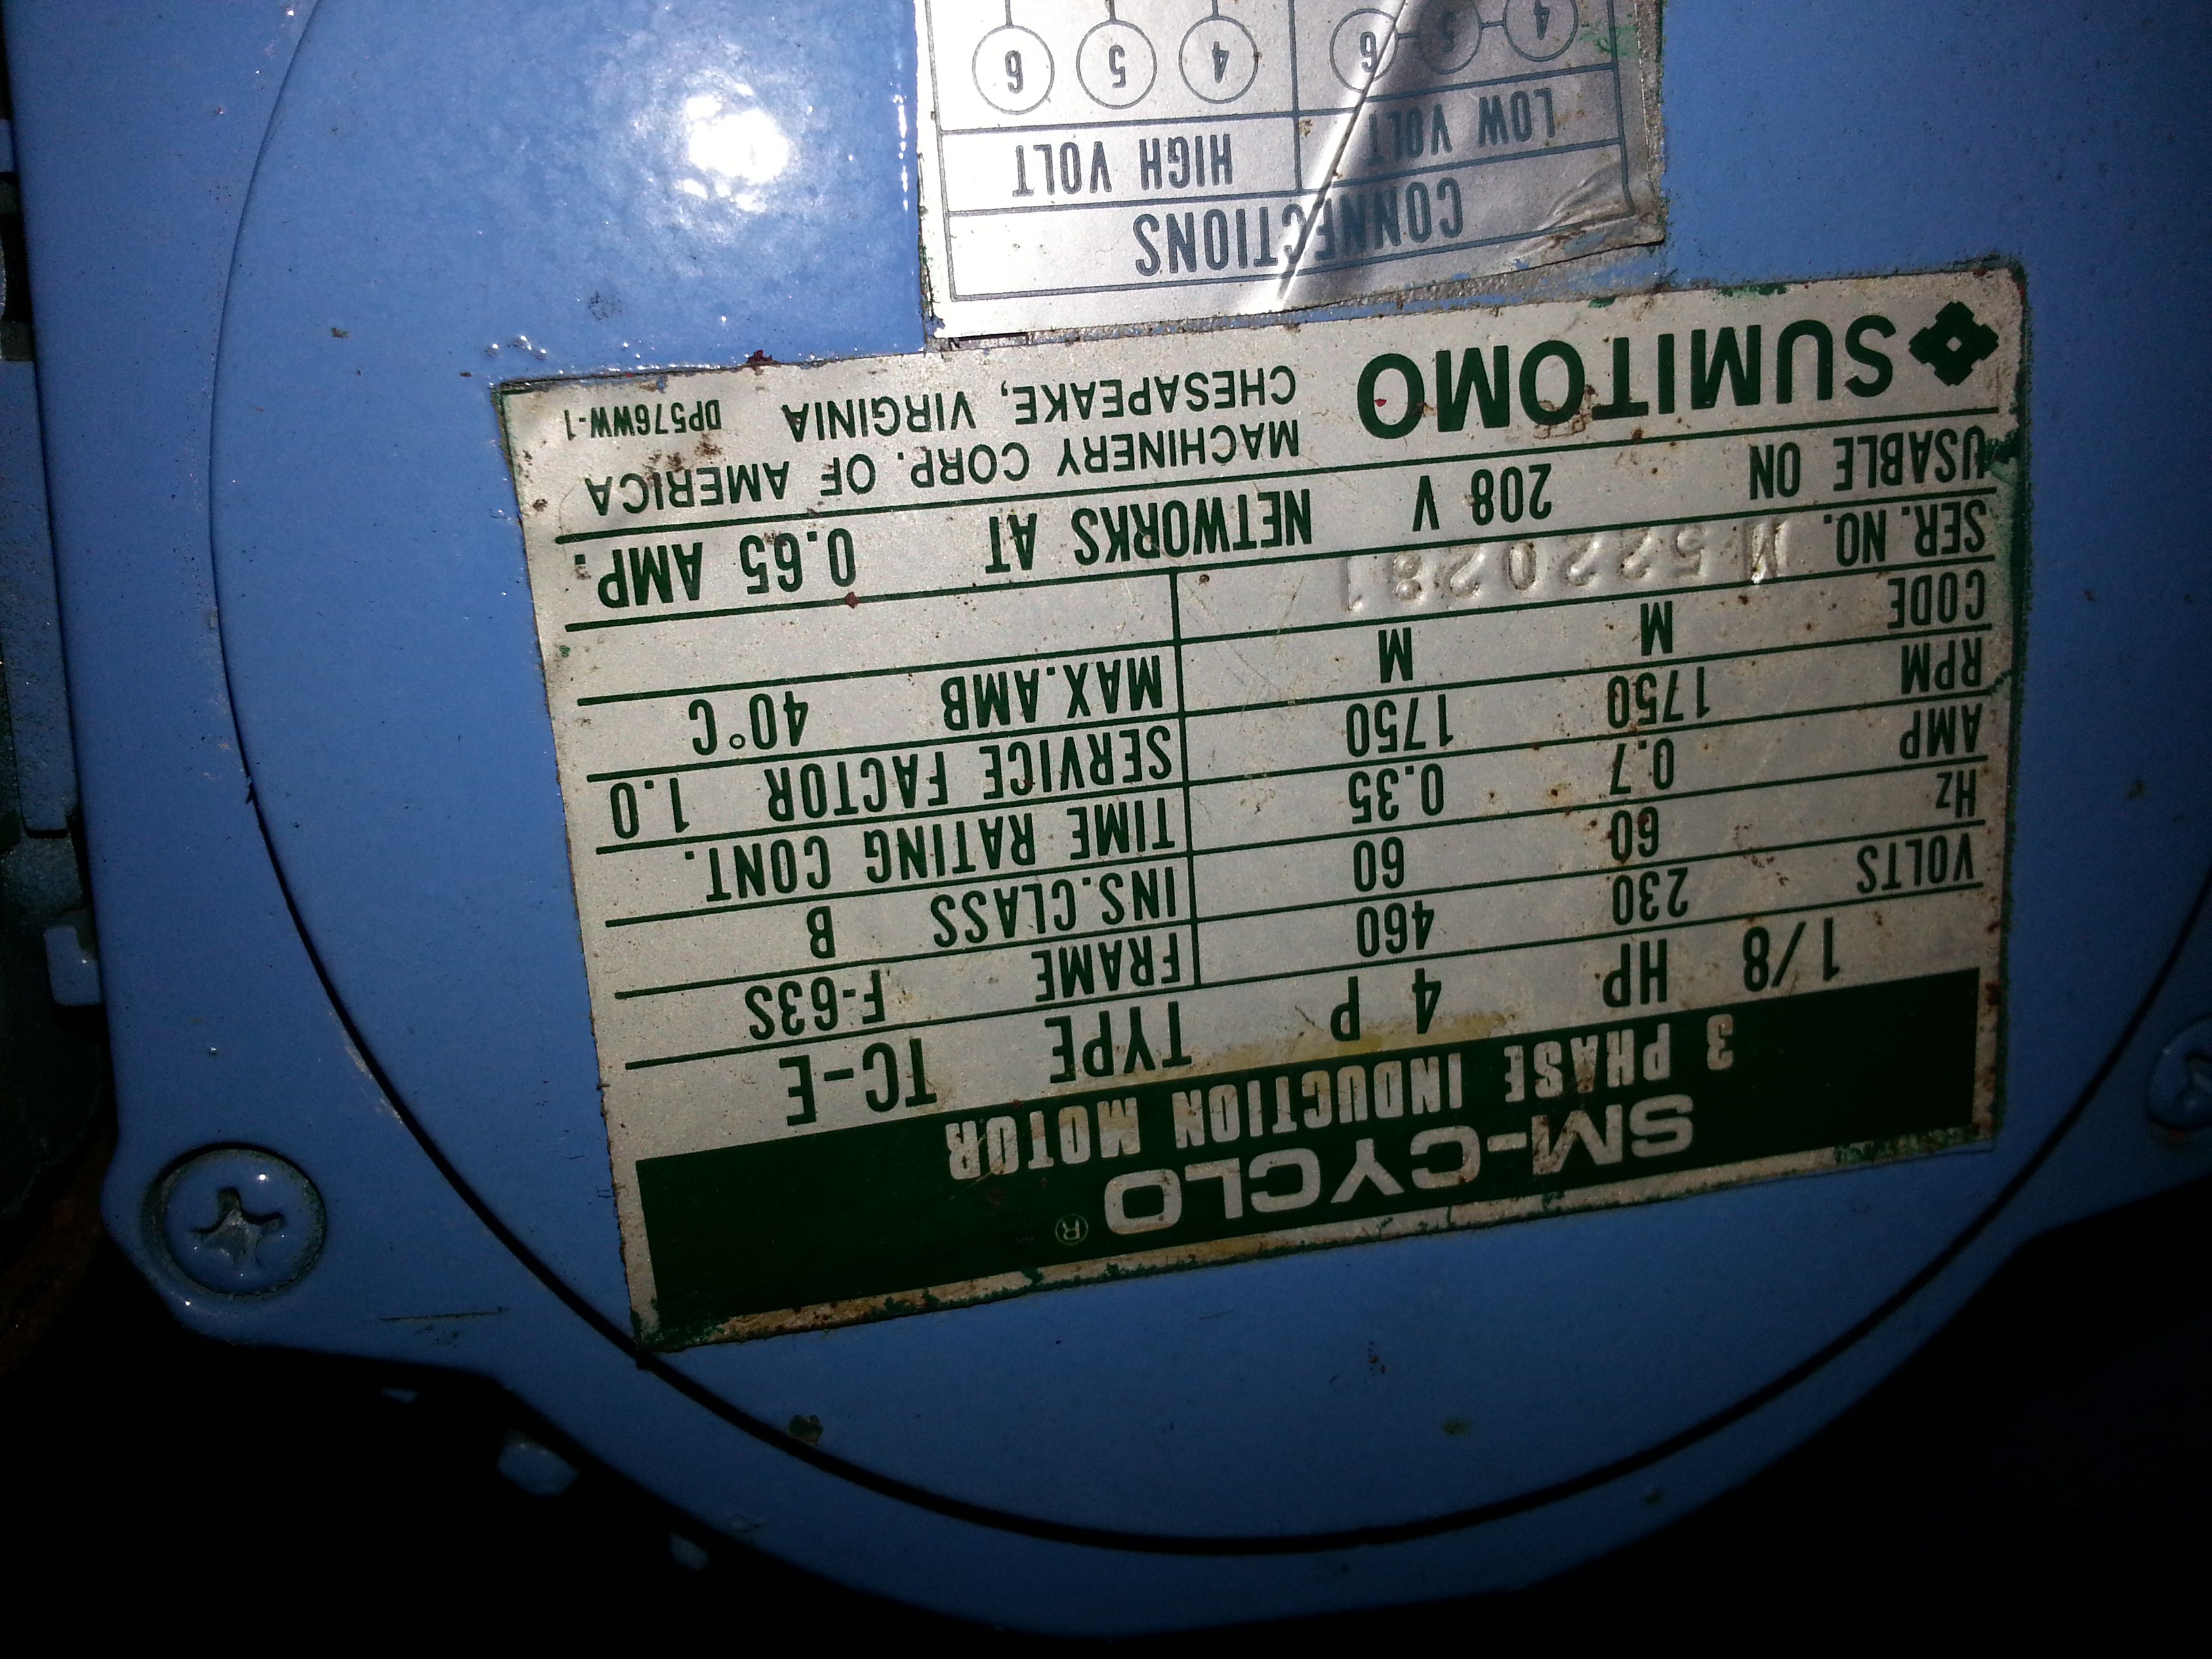 SM-CYCLO ®
3 PHASE INDUCTION MOTOR
1/8 HP 4 P TYPE TC-E
VOLTS 230 460 FRAME F-63S
Hz 60 60 INS.CLASS B
AMP 0.7 0.35 TIME RATING CONT.
RPM 1750 1750 SERVICE FACTOR 1.0
CODE M M MAX.AMB 40°C
SER. NO. M5220281
USABLE ON 208 V NETWORKS AT 0.65 AMP.
SUMITOMO MACHINERY CORP. OF AMERICA
CHESAPEAKE, VIRGINIA DP576WW-1
CONNECTIONS
LOW VOLT HIGH VOLT
4 5 6 4 5 6